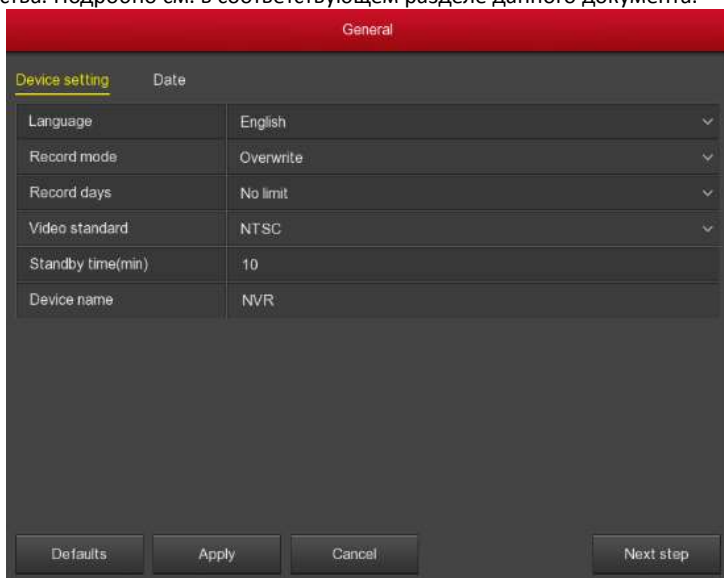 ства. Подробно см. в соответствующем разделе данного документа.
General
Device setting Date
Language English
Record mode Overwrite
Record days No limit
Video standard NTSC
Standby time(min) 10
Device name NVR
Defaults Apply Cancel Next step